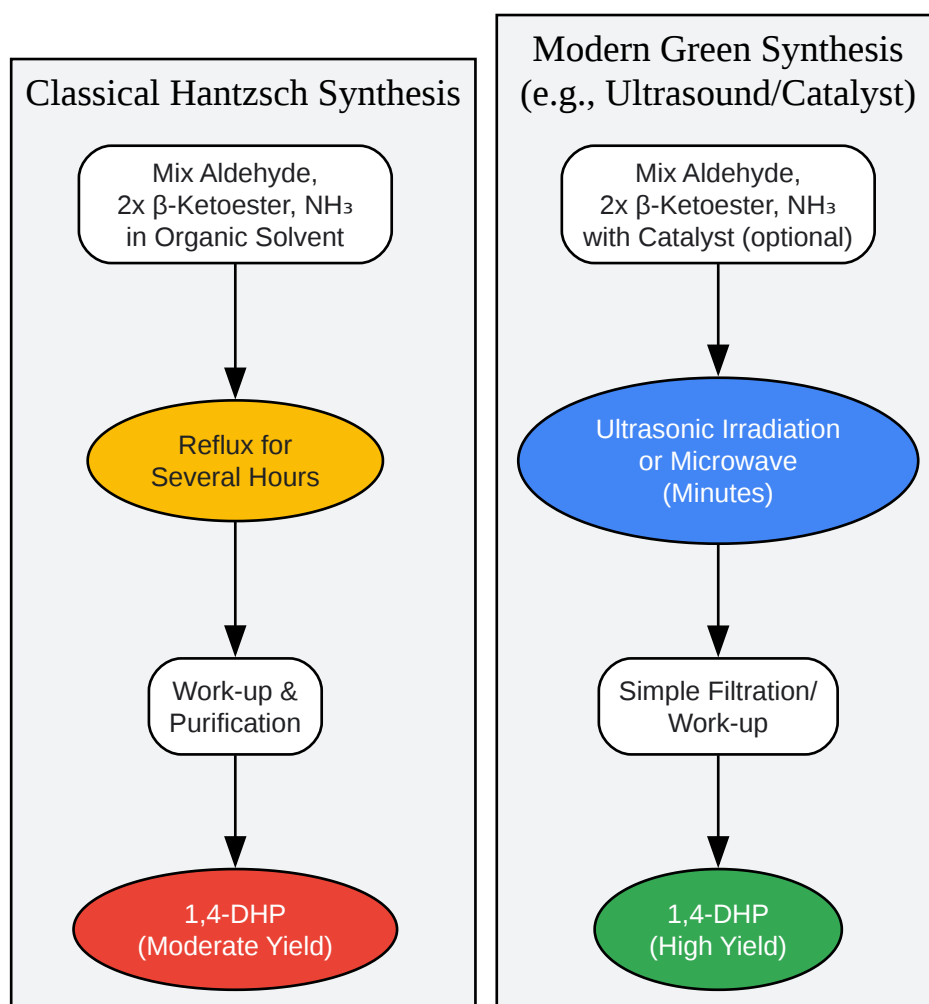 Classical Hantzsch Synthesis
Mix Aldehyde,
2x β-Ketoester, NH₃
in Organic Solvent
Reflux for
Several Hours
Work-up &
Purification
1,4-DHP
(Moderate Yield)
Modern Green Synthesis
(e.g., Ultrasound/Catalyst)
Mix Aldehyde,
2x β-Ketoester, NH₃
with Catalyst (optional)
Ultrasonic Irradiation
or Microwave
(Minutes)
Simple Filtration/
Work-up
1,4-DHP
(High Yield)